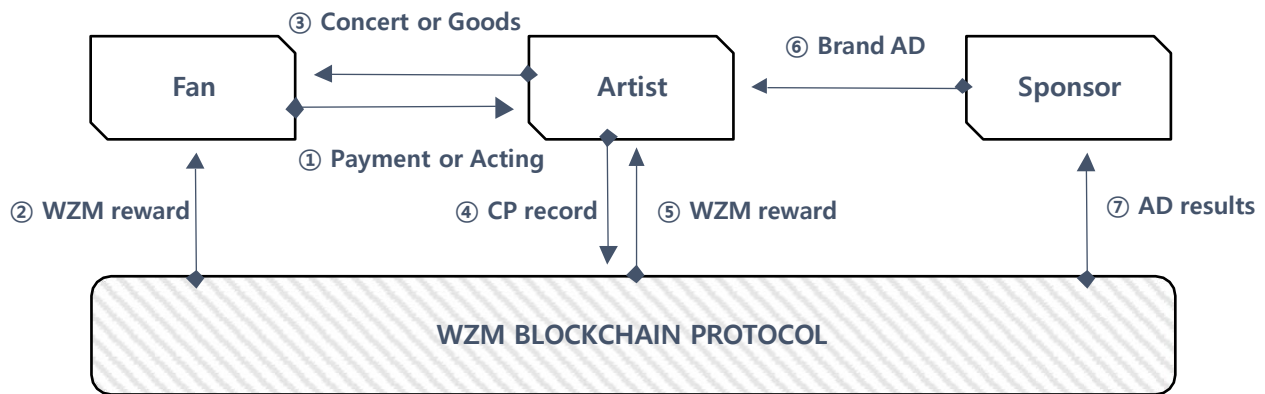 ③ Concert or Goods
⑥ Brand AD
Fan
Artist
Sponsor
① Payment or Acting
② WZM reward
④ CP record
⑤ WZM reward
⑦ AD results
WZM BLOCKCHAIN PROTOCOL